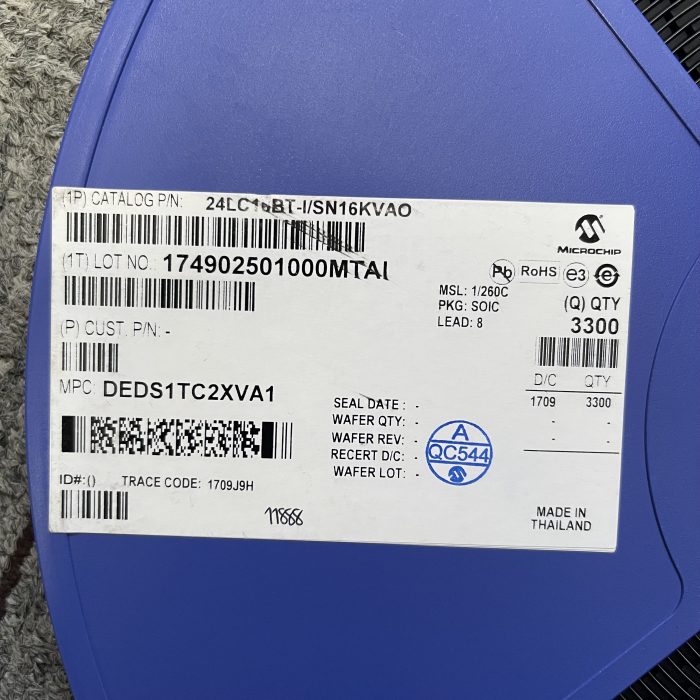 (1P) CATALOG P/N: 24LC16BT-I/SN16KVAO
MICROCHIP
(1T) LOT NO.: 174902501000MTAI
Pb RoHS e3 e
MSL: 1/260C
PKG: SOIC
LEAD: 8
(Q) QTY
3300
(P) CUST. P/N: -
MPC: DEDS1TC2XVA1
D/C QTY
1709 3300
- -
- -
SEAL DATE : -
WAFER QTY: -
WAFER REV: -
RECERT D/C: -
WAFER LOT: -
A
QC544
ID#:() TRACE CODE: 1709J9H
11888
MADE IN
THAILAND